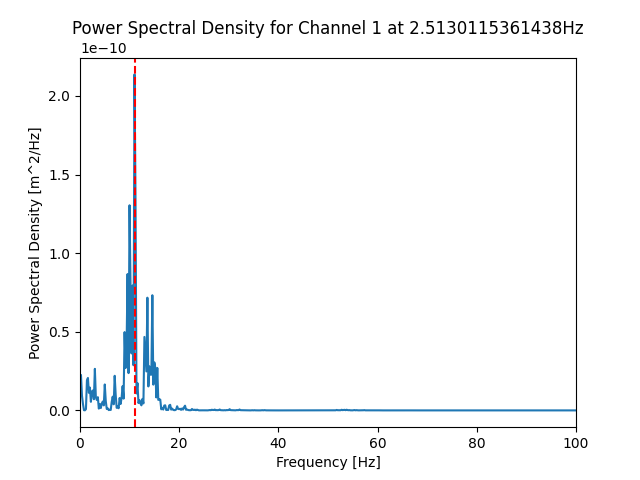 Power Spectral Density for Channel 1 at 2.5130115361438Hz
1e−10
2.0
1.5
1.0
0.5
0.0
Power Spectral Density [m^2/Hz]
0 20 40 60 80 100
Frequency [Hz]